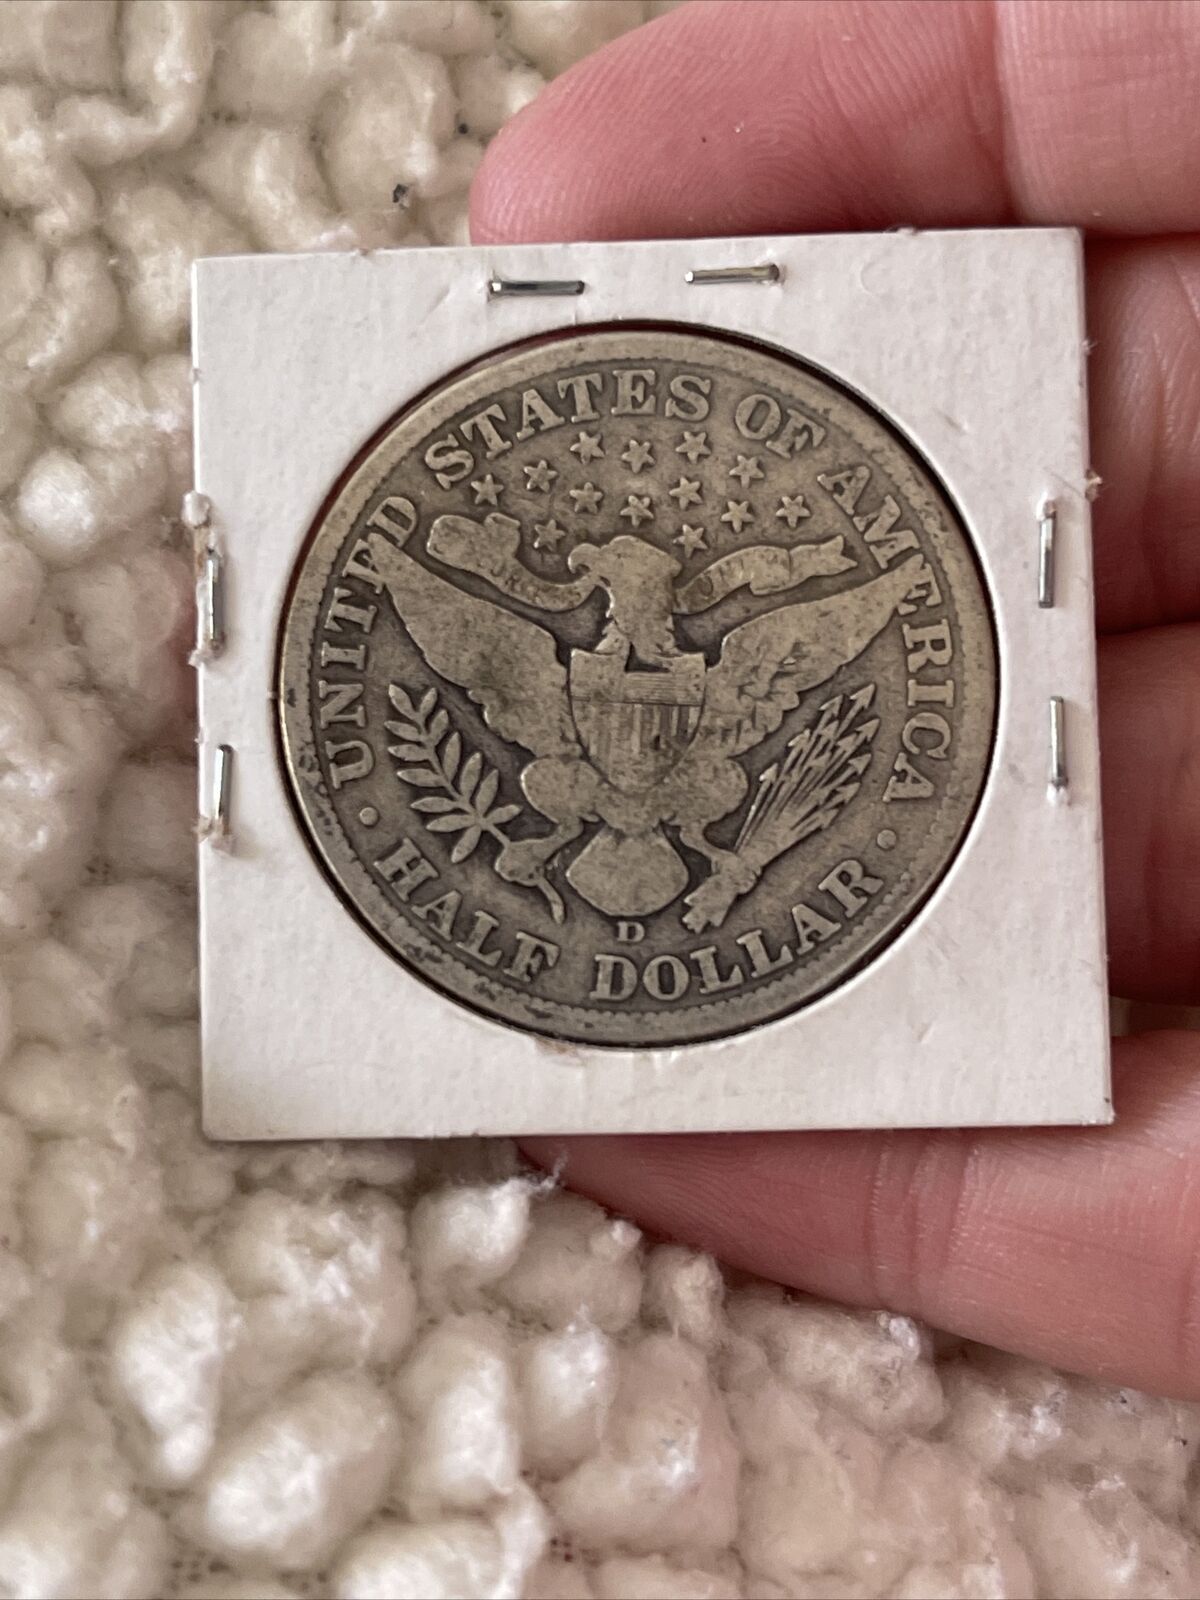 UNITED STATES OF AMERICA
D
HALF DOLLAR